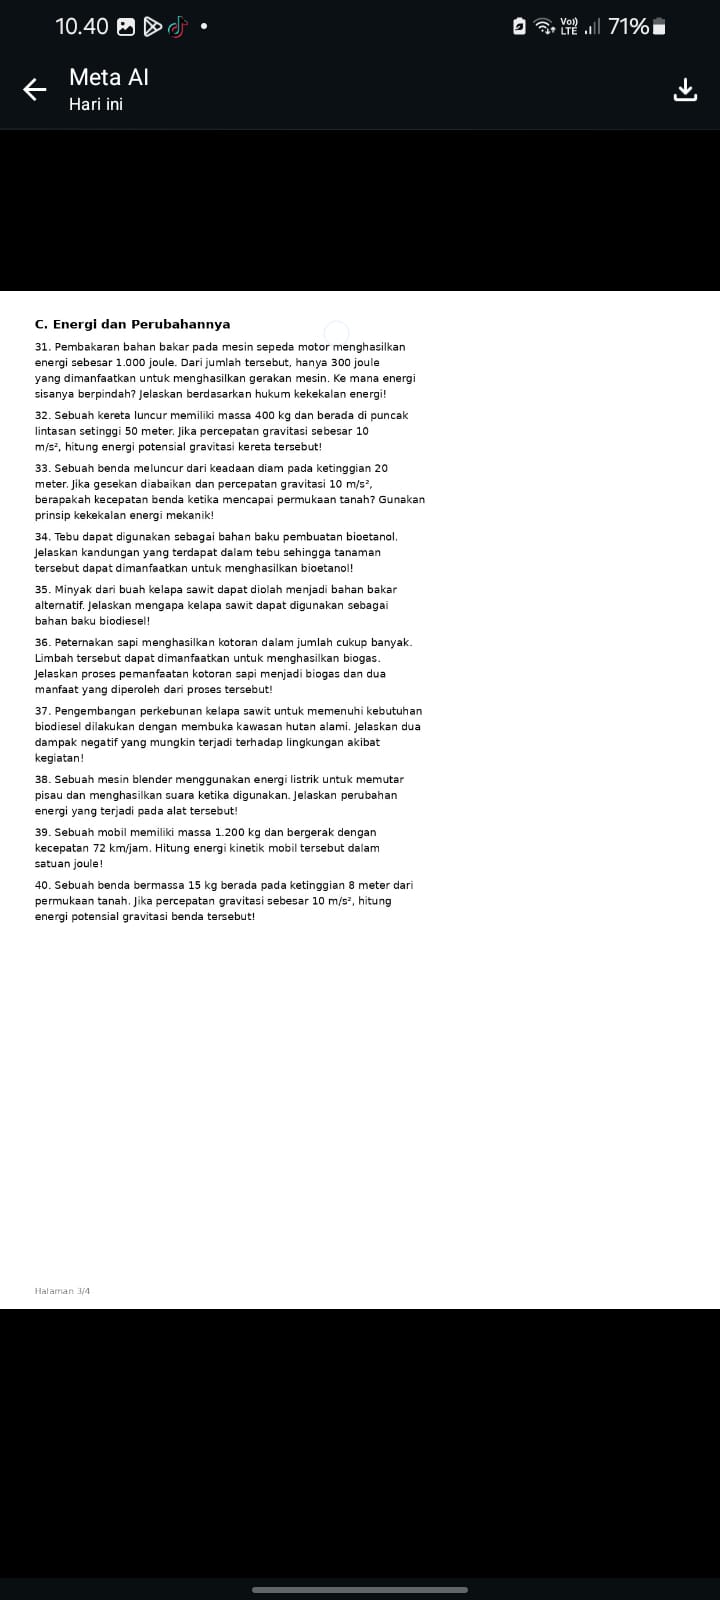 10.40
Vo))
LTE
71%
Meta AI
Hari ini
C. Energi dan Perubahannya
31. Pembakaran bahan bakar pada mesin sepeda motor menghasilkan
energi sebesar 1.000 joule. Dari jumlah tersebut, hanya 300 joule
yang dimanfaatkan untuk menghasilkan gerakan mesin. Ke mana energi
sisanya berpindah? Jelaskan berdasarkan hukum kekekalan energi!
32. Sebuah kereta luncur memiliki massa 400 kg dan berada di puncak
lintasan setinggi 50 meter. Jika percepatan gravitasi sebesar 10
m/s², hitung energi potensial gravitasi kereta tersebut!
33. Sebuah benda meluncur dari keadaan diam pada ketinggian 20
meter. Jika gesekan diabaikan dan percepatan gravitasi 10 m/s²,
berapakah kecepatan benda ketika mencapai permukaan tanah? Gunakan
prinsip kekekalan energi mekanik!
34. Tebu dapat digunakan sebagai bahan baku pembuatan bioetanol.
Jelaskan kandungan yang terdapat dalam tebu sehingga tanaman
tersebut dapat dimanfaatkan untuk menghasilkan bioetanol!
35. Minyak dari buah kelapa sawit dapat diolah menjadi bahan bakar
alternatif. Jelaskan mengapa kelapa sawit dapat digunakan sebagai
bahan baku biodiesel!
36. Peternakan sapi menghasilkan kotoran dalam jumlah cukup banyak.
Limbah tersebut dapat dimanfaatkan untuk menghasilkan biogas.
Jelaskan proses pemanfaatan kotoran sapi menjadi biogas dan dua
manfaat yang diperoleh dari proses tersebut!
37. Pengembangan perkebunan kelapa sawit untuk memenuhi kebutuhan
biodiesel dilakukan dengan membuka kawasan hutan alami. Jelaskan dua
dampak negatif yang mungkin terjadi terhadap lingkungan akibat
kegiatan!
38. Sebuah mesin blender menggunakan energi listrik untuk memutar
pisau dan menghasilkan suara ketika digunakan. Jelaskan perubahan
energi yang terjadi pada alat tersebut!
39. Sebuah mobil memiliki massa 1.200 kg dan bergerak dengan
kecepatan 72 km/jam. Hitung energi kinetik mobil tersebut dalam
satuan joule!
40. Sebuah benda bermassa 15 kg berada pada ketinggian 8 meter dari
permukaan tanah. Jika percepatan gravitasi sebesar 10 m/s², hitung
energi potensial gravitasi benda tersebut!
Halaman 3/4